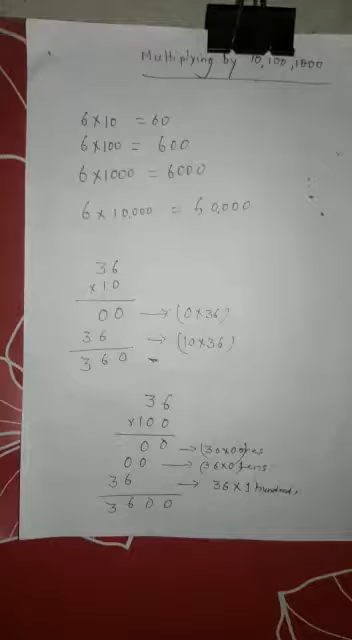 Multiplying by 10, 100, 1000
6 × 10 = 60
6 × 100 = 600
6 × 1000 = 6000
6 × 10,000 = 60,000
36
× 10
00 → (0×36)
36 → (10×36)
360
36
× 100
00 → (30×0) ones
00 → (36×0) tens
36 → 36 × 1 hundred,
3600